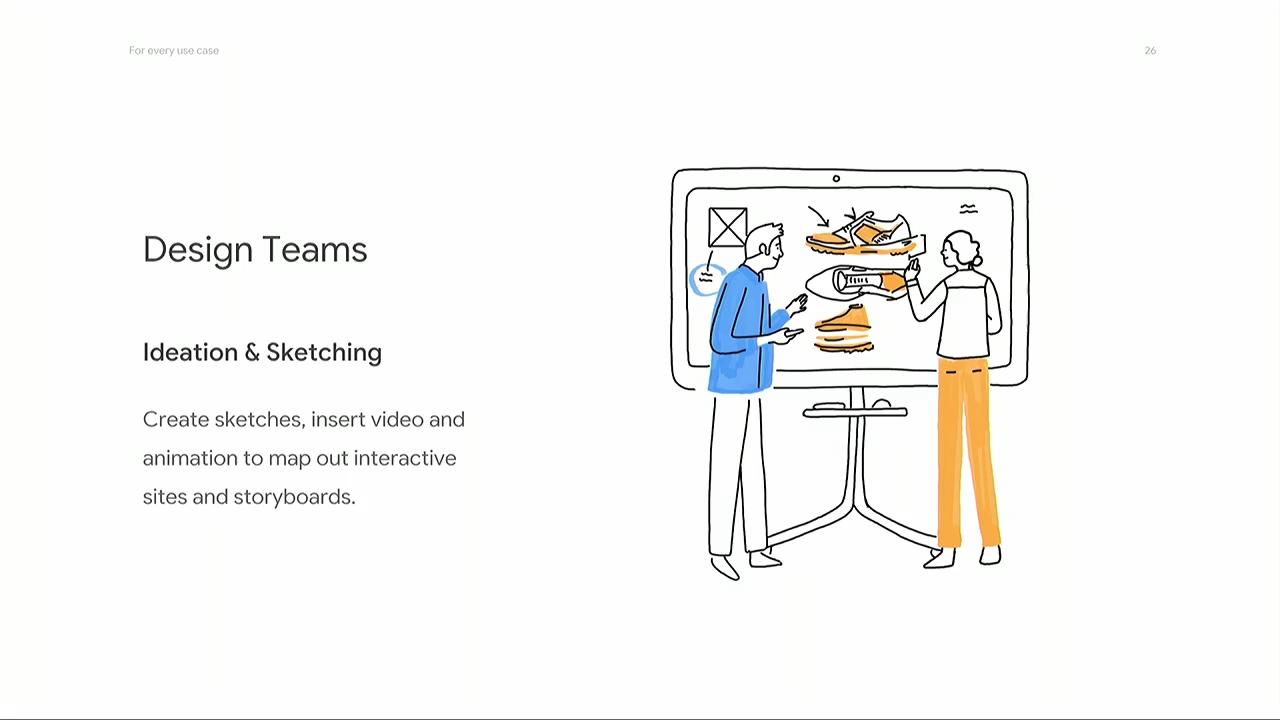 For every use case
26
Design Teams
Ideation & Sketching
Create sketches, insert video and
animation to map out interactive
sites and storyboards.